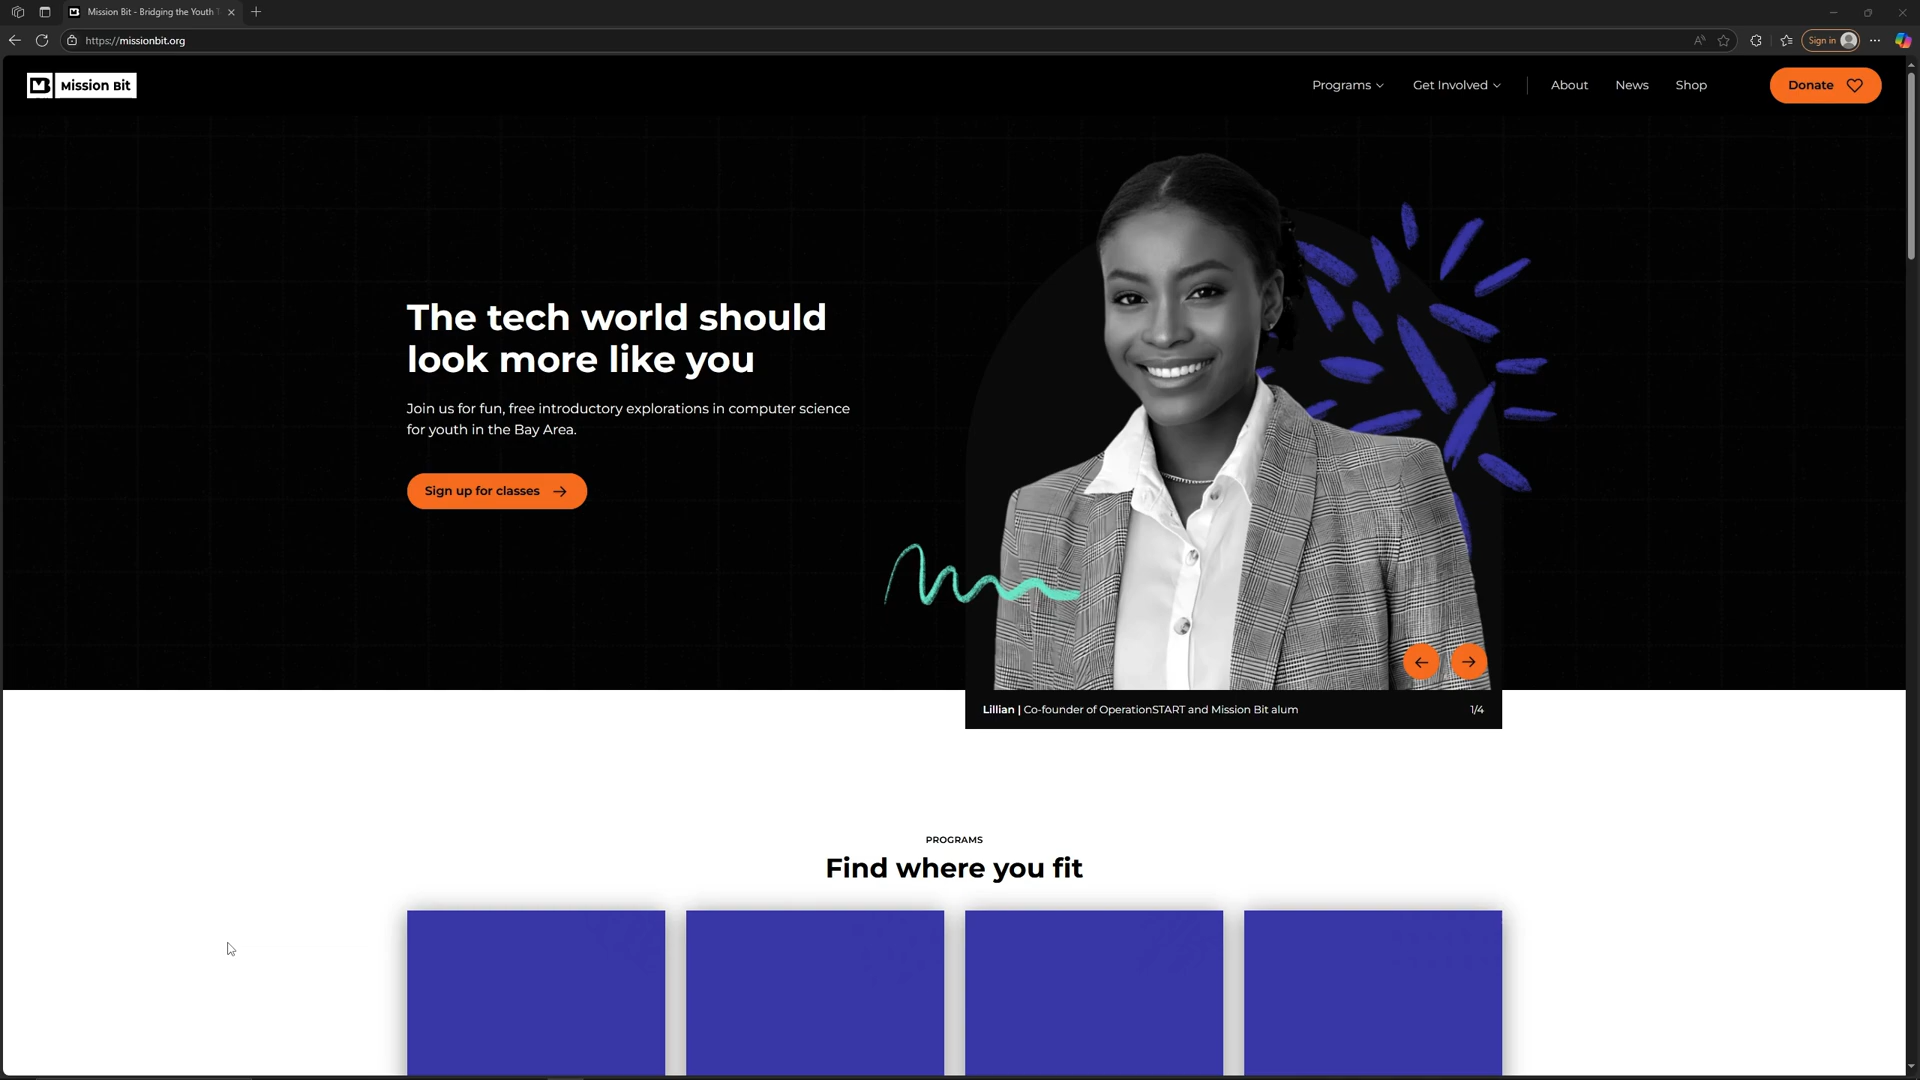 Mission Bit - Bridging the Youth T
https://missionbit.org
Sign in
Mission Bit
Programs
Get Involved
About
News
Shop
Donate
The tech world should
look more like you
Join us for fun, free introductory explorations in computer science
for youth in the Bay Area.
Sign up for classes
Lillian | Co-founder of OperationSTART and Mission Bit alum
1/4
PROGRAMS
Find where you fit